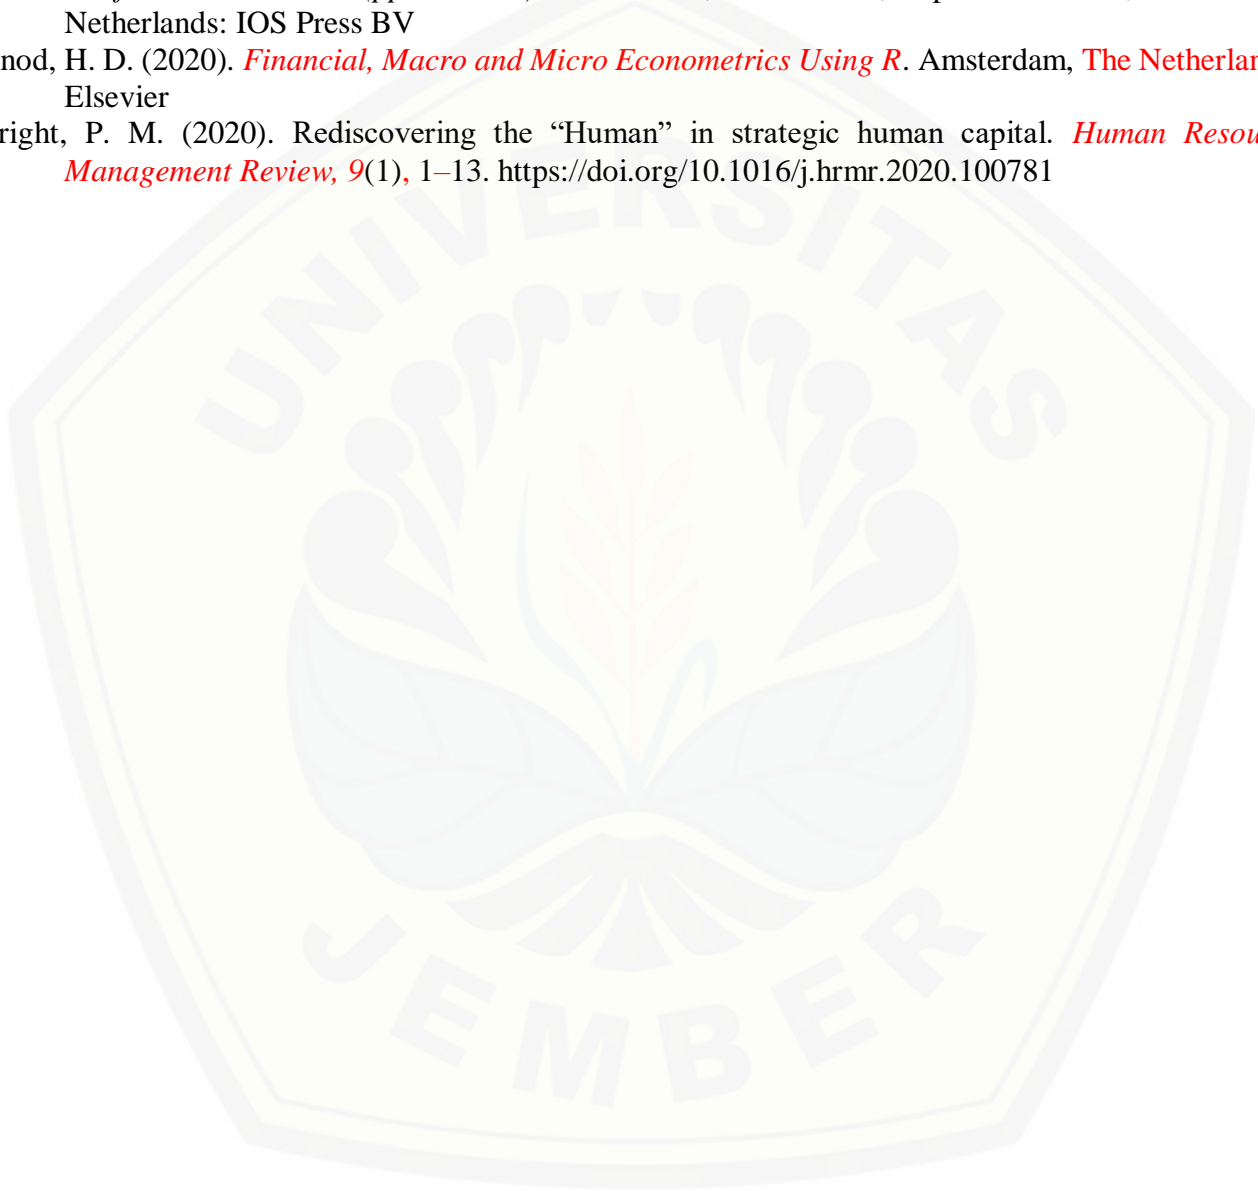 Netherlands: IOS Press BV
nod, H. D. (2020). Financial, Macro and Micro Econometrics Using R. Amsterdam, The Netherlan
Elsevier
right, P. M. (2020). Rediscovering the “Human” in strategic human capital. Human Resou
Management Review, 9(1), 1–13. https://doi.org/10.1016/j.hrmr.2020.100781
UNIVERSITAS
JEMBER